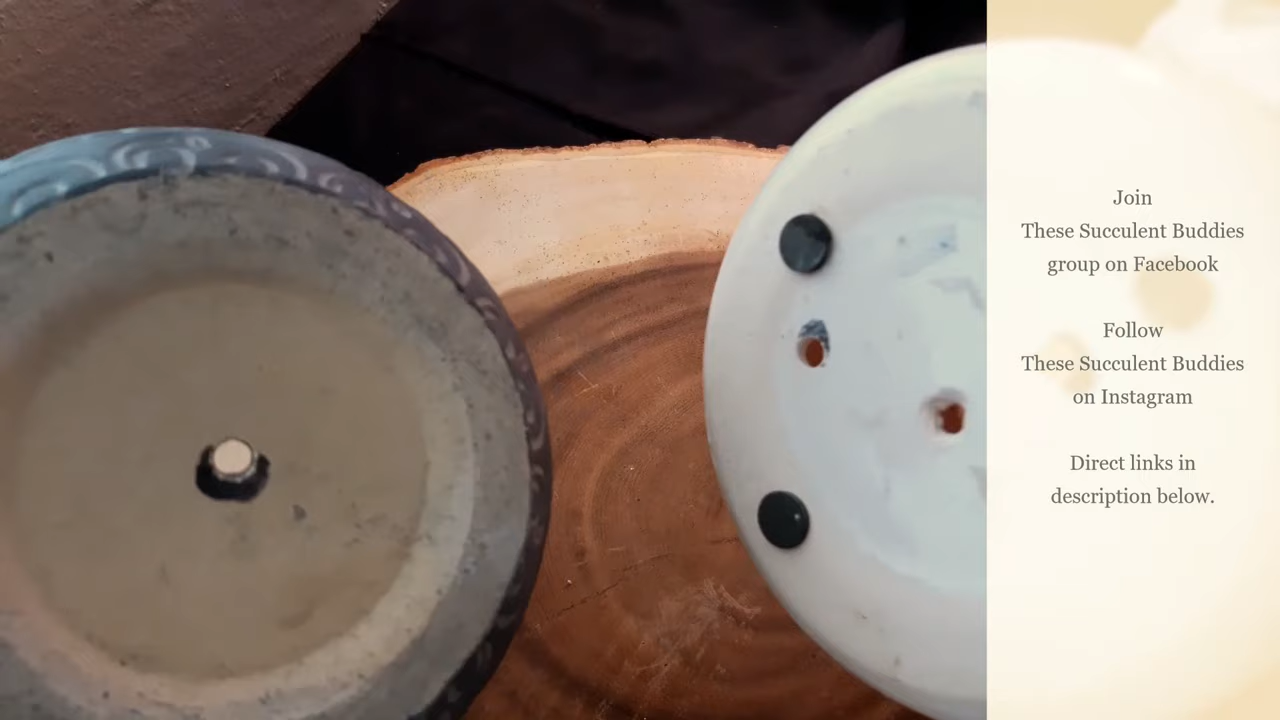 Join
These Succulent Buddies
group on Facebook
Follow
These Succulent Buddies
on Instagram
Direct links in
description below.